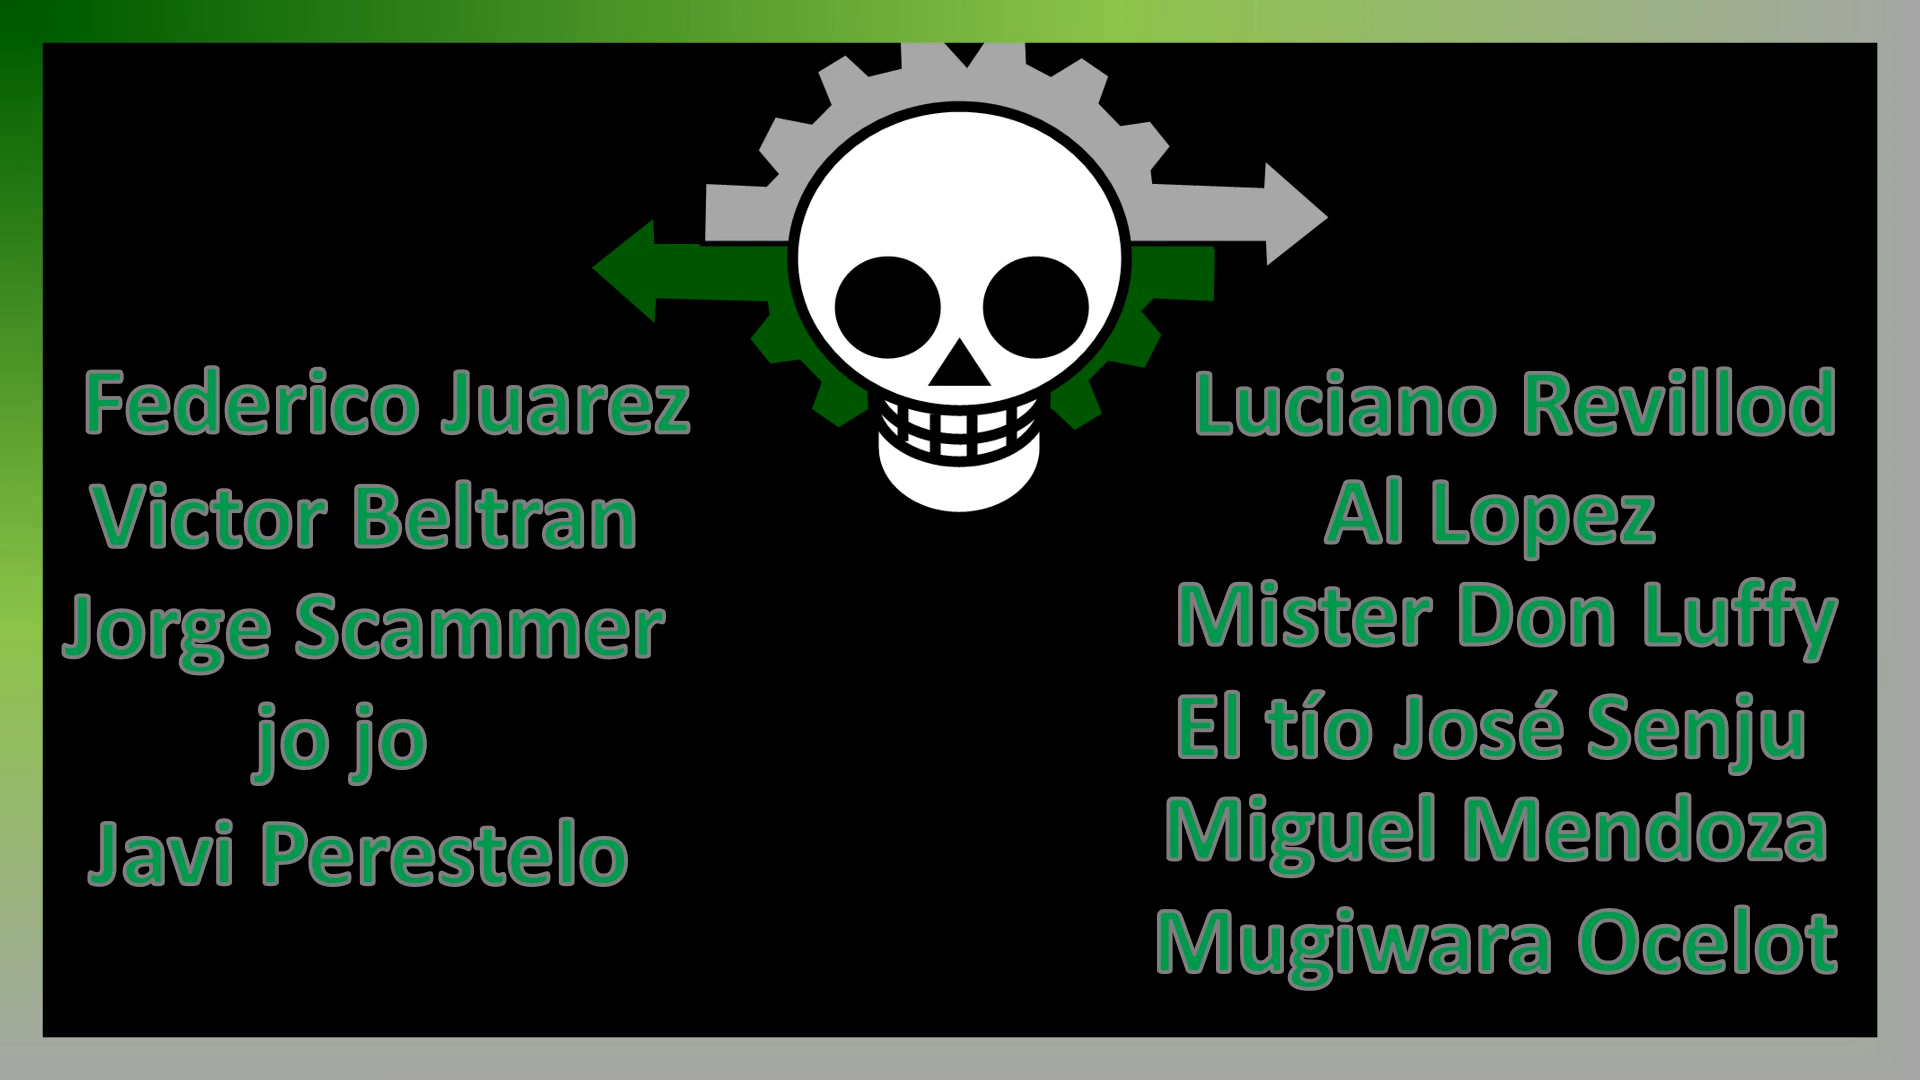 Federico Juarez
Victor Beltran
Jorge Scammer
jo jo
Javi Perestelo
Luciano Revillod
Al Lopez
Mister Don Luffy
El tío José Senju
Miguel Mendoza
Mugiwara Ocelot